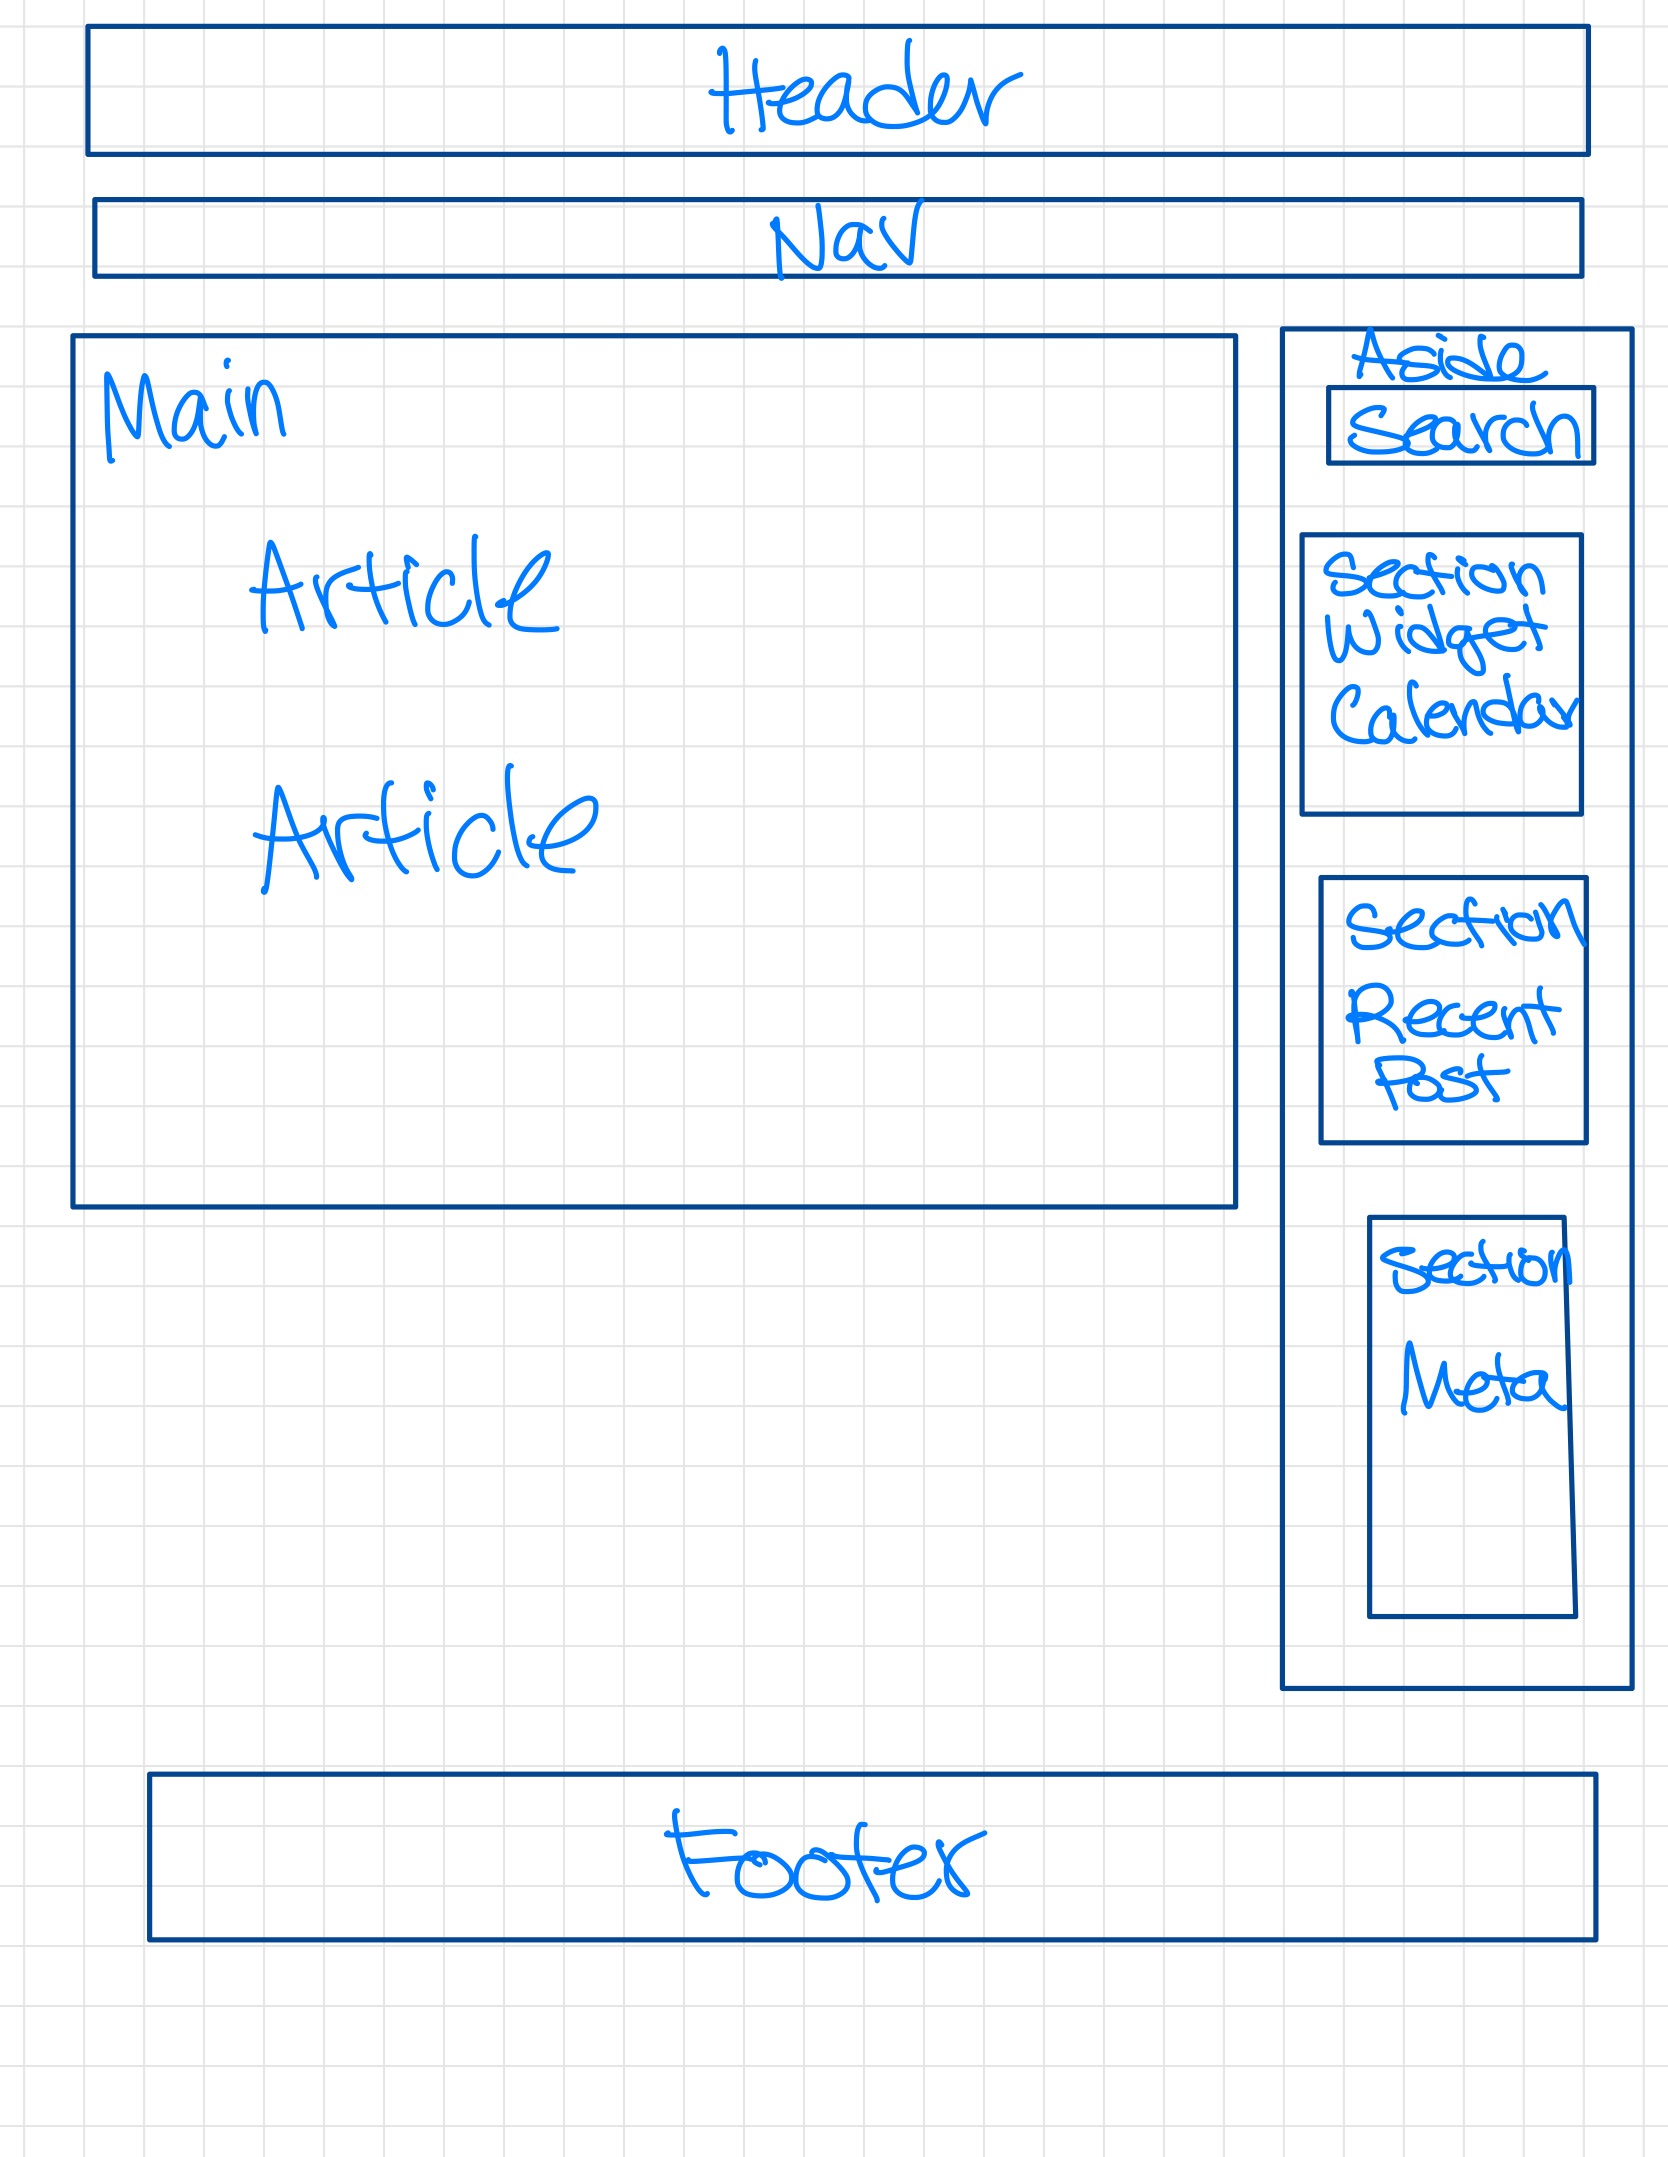 Header
Nav
Main
Article
Article
Aside
Search
Section
Widget
Calendar
Section
Recent
Post
Section
Meta
Footer